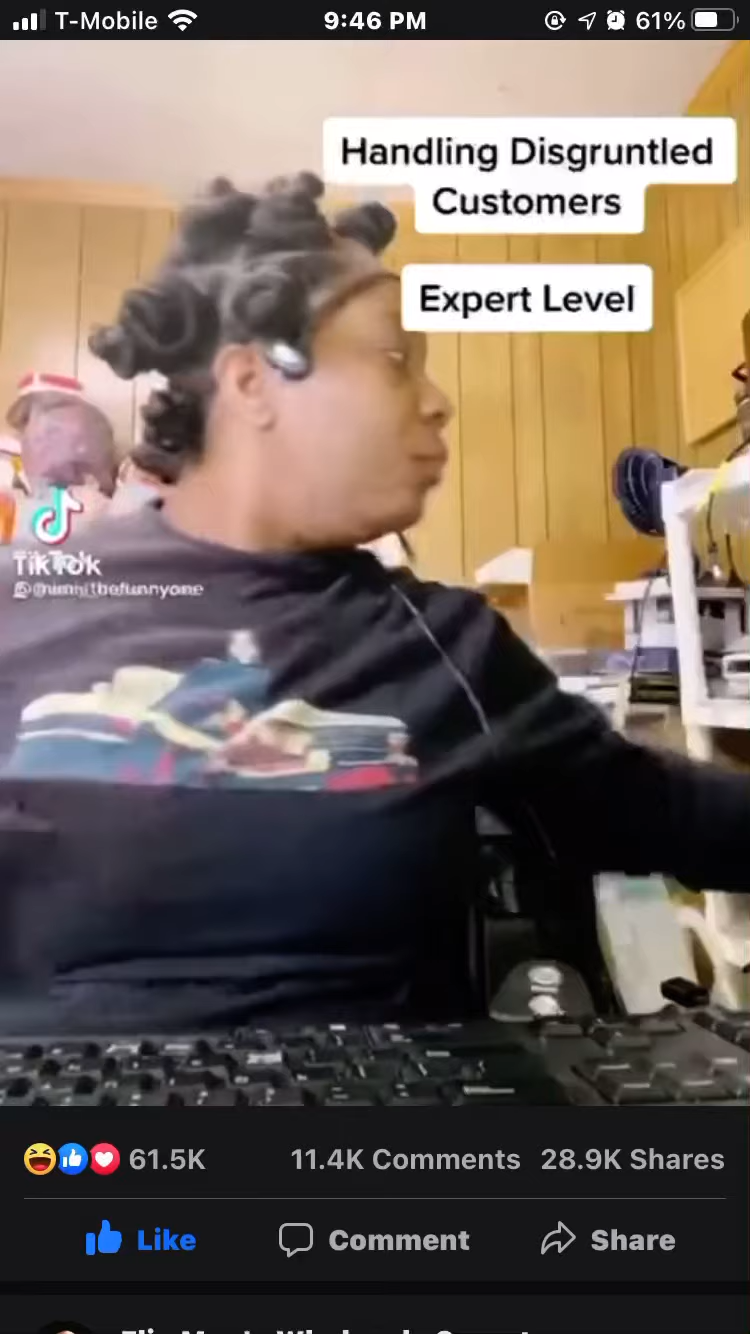 T-Mobile 9:46 PM 61%
Handling Disgruntled
Customers
Expert Level
TikTok
61.5K 11.4K Comments 28.9K Shares
Like Comment Share